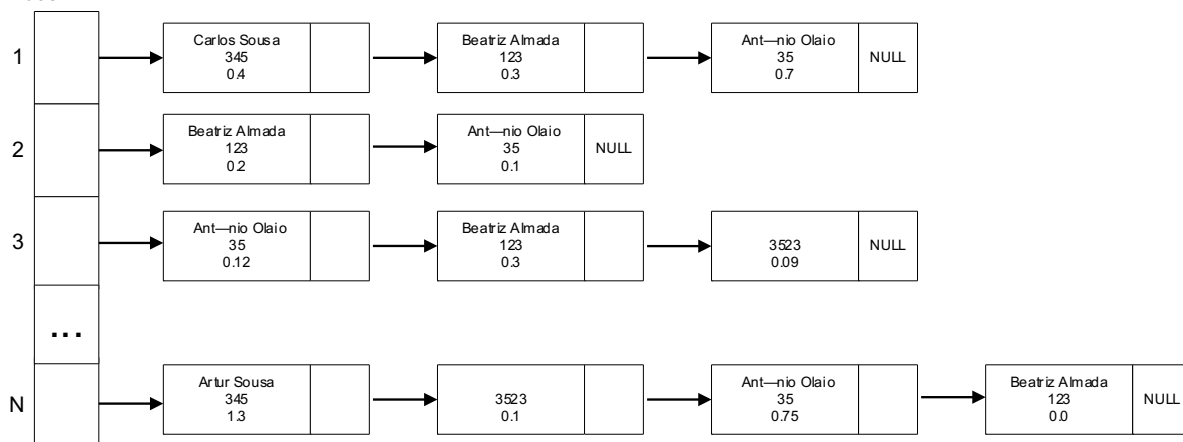 1
Carlos Sousa
345
0.4
Beatriz Almada
123
0.3
Ant—nio Olaio
35
0.7
NULL
2
Beatriz Almada
123
0.2
Ant—nio Olaio
35
0.1
NULL
3
Ant—nio Olaio
35
0.12
Beatriz Almada
123
0.3
3523
0.09
NULL
...
N
Artur Sousa
345
1.3
3523
0.1
Ant—nio Olaio
35
0.75
Beatriz Almada
123
0.0
NULL